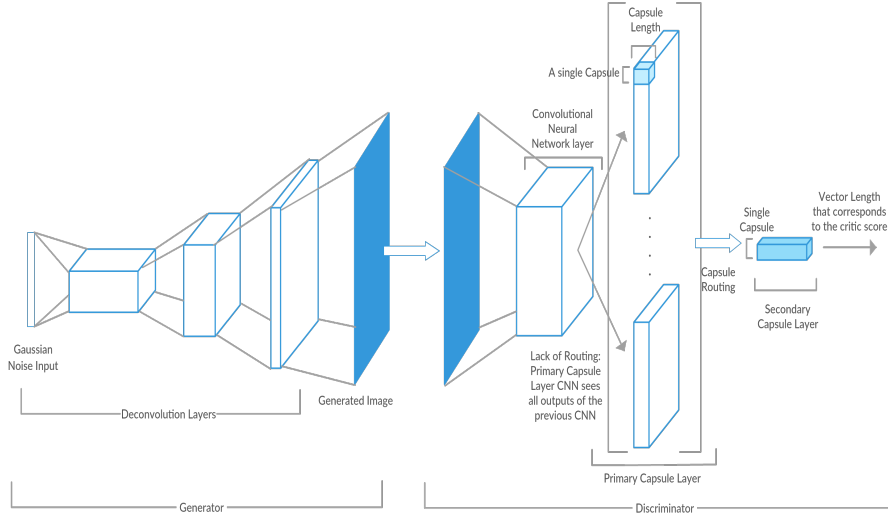 Capsule
Length
A single Capsule
Convolutional
Neural
Network layer
Single
Capsule
Vector Length
that corresponds
to the critic score
Capsule
Routing
Secondary
Capsule Layer
Gaussian
Noise Input
Lack of Routing:
Primary Capsule
Layer CNN sees
all outputs of the
previous CNN
Generated Image
Deconvolution Layers
Primary Capsule Layer
Generator
Discriminator